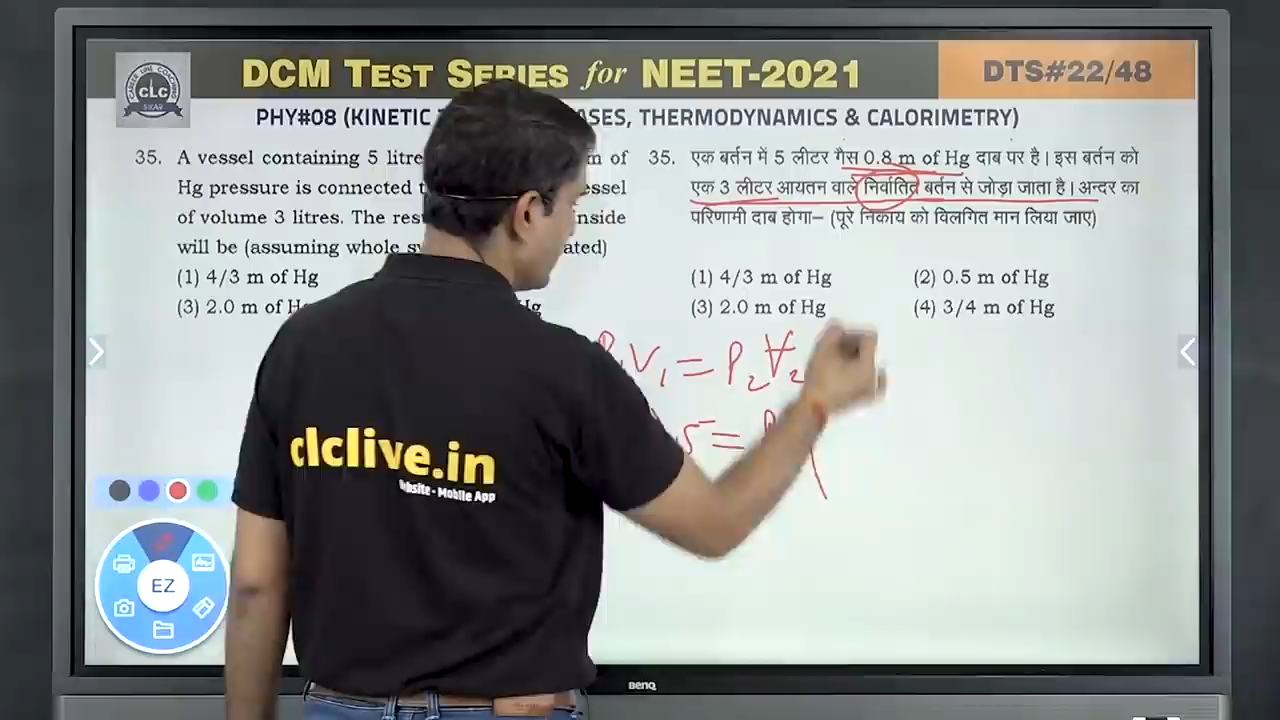 DCM TEST SERIES for NEET-2021
DTS#22/48
CLC
SIKAR
PHY#08 (KINETIC ASES, THERMODYNAMICS & CALORIMETRY)
35. A vessel containing 5 litre m of
Hg pressure is connected essel
of volume 3 litres. The inside
will be (assuming whole ated)
(1) 4/3 m of Hg
(3) 2.0 m of Hg
35. एक बर्तन में 5 लीटर गैस 0.8 m of Hg दाब पर है। इस बर्तन को
एक 3 लीटर आयतन वाले निर्वातित बर्तन से जोड़ा जाता है। अन्दर का
परिणामी दाब होगा– (पूरे निकाय को विलगित मान लिया जाए)
(1) 4/3 m of Hg (2) 0.5 m of Hg
(3) 2.0 m of Hg (4) 3/4 m of Hg
V₁ = P₂V₂
5 =
clclive.in
Website - Mobile App
EZ
BenQ